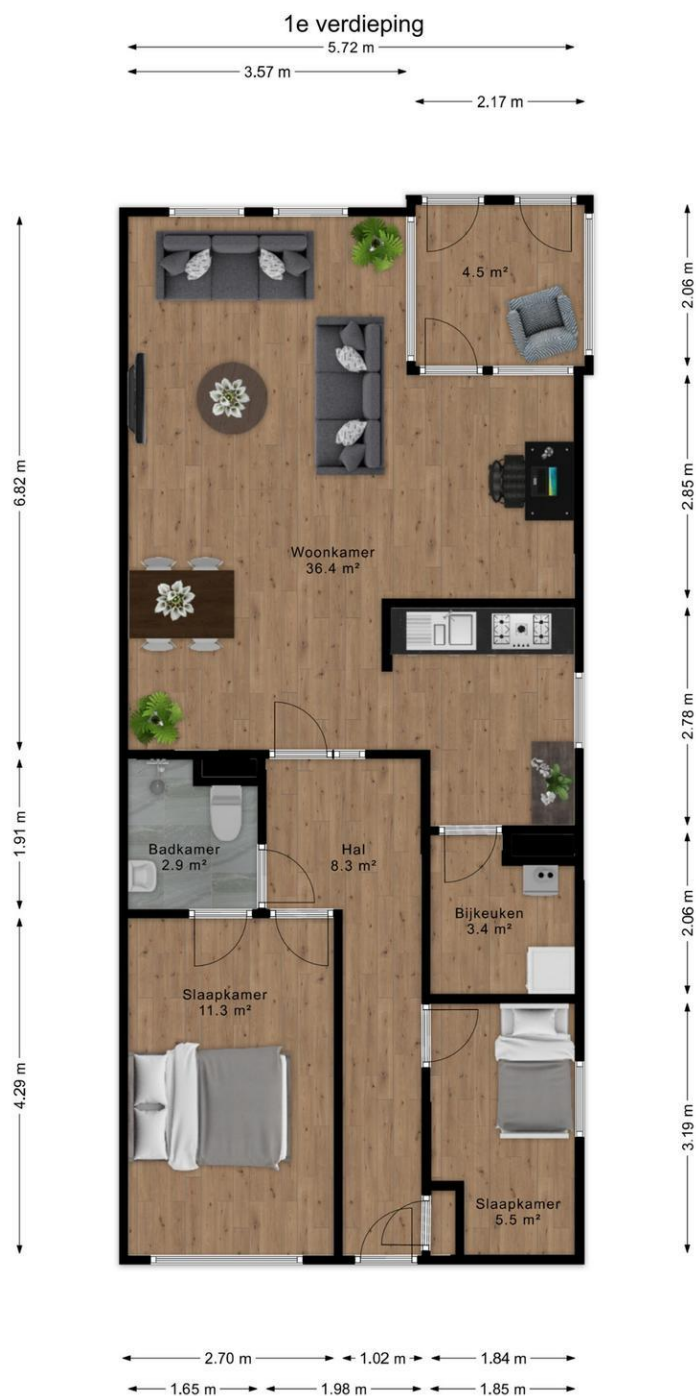 1e verdieping
5.72 m
3.57 m
2.17 m
4.5 m²
2.06 m
6.82 m
2.85 m
Woonkamer
36.4 m²
2.78 m
1.91 m
Badkamer
2.9 m²
Hal
8.3 m²
Bijkeuken
3.4 m²
2.06 m
Slaapkamer
11.3 m²
4.29 m
3.19 m
Slaapkamer
5.5 m²
2.70 m
1.02 m
1.84 m
1.65 m
1.98 m
1.85 m